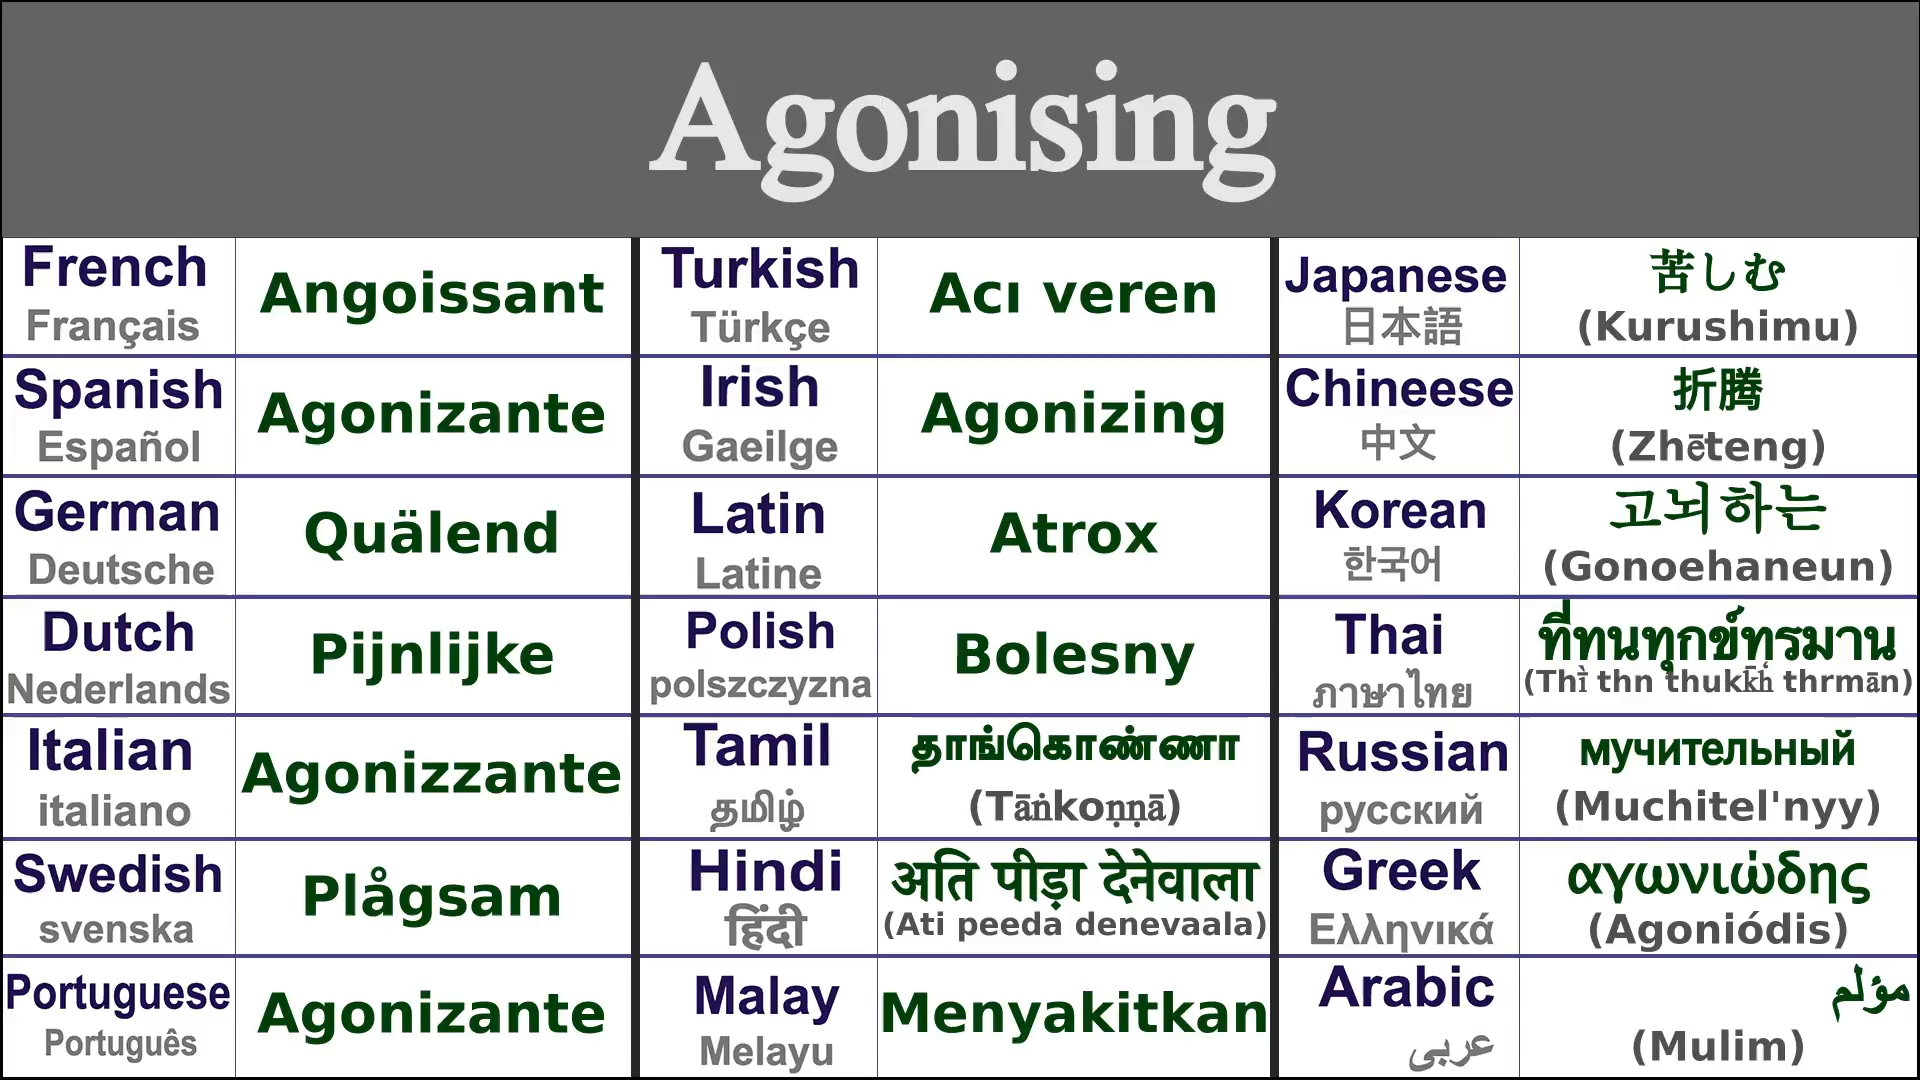 Agonising
French
Français
Angoissant
Turkish
Türkçe
Acı veren
Japanese
日本語
苦しむ
(Kurushimu)
Spanish
Español
Agonizante
Irish
Gaeilge
Agonizing
Chineese
中文
折腾
(Zhēteng)
German
Deutsche
Quälend
Latin
Latine
Atrox
Korean
한국어
고뇌하는
(Gonoehaneun)
Dutch
Nederlands
Pijnlijke
Polish
polszczyzna
Bolesny
Thai
ภาษาไทย
ที่ทนทุกข์ทรมาน
(Thī̀ thn thukk̄h̒ thrmān)
Italian
italiano
Agonizzante
Tamil
தமிழ்
தாங்கொண்ணா
(Tāṅkoṇṇā)
Russian
русский
мучительный
(Muchitel'nyy)
Swedish
svenska
Plågsam
Hindi
हिंदी
अति पीड़ा देनेवाला
(Ati peeda denevaala)
Greek
Ελληνικά
αγωνιώδης
(Agoniódis)
Portuguese
Português
Agonizante
Malay
Melayu
Menyakitkan
Arabic
عربى
مؤلم
(Mulim)